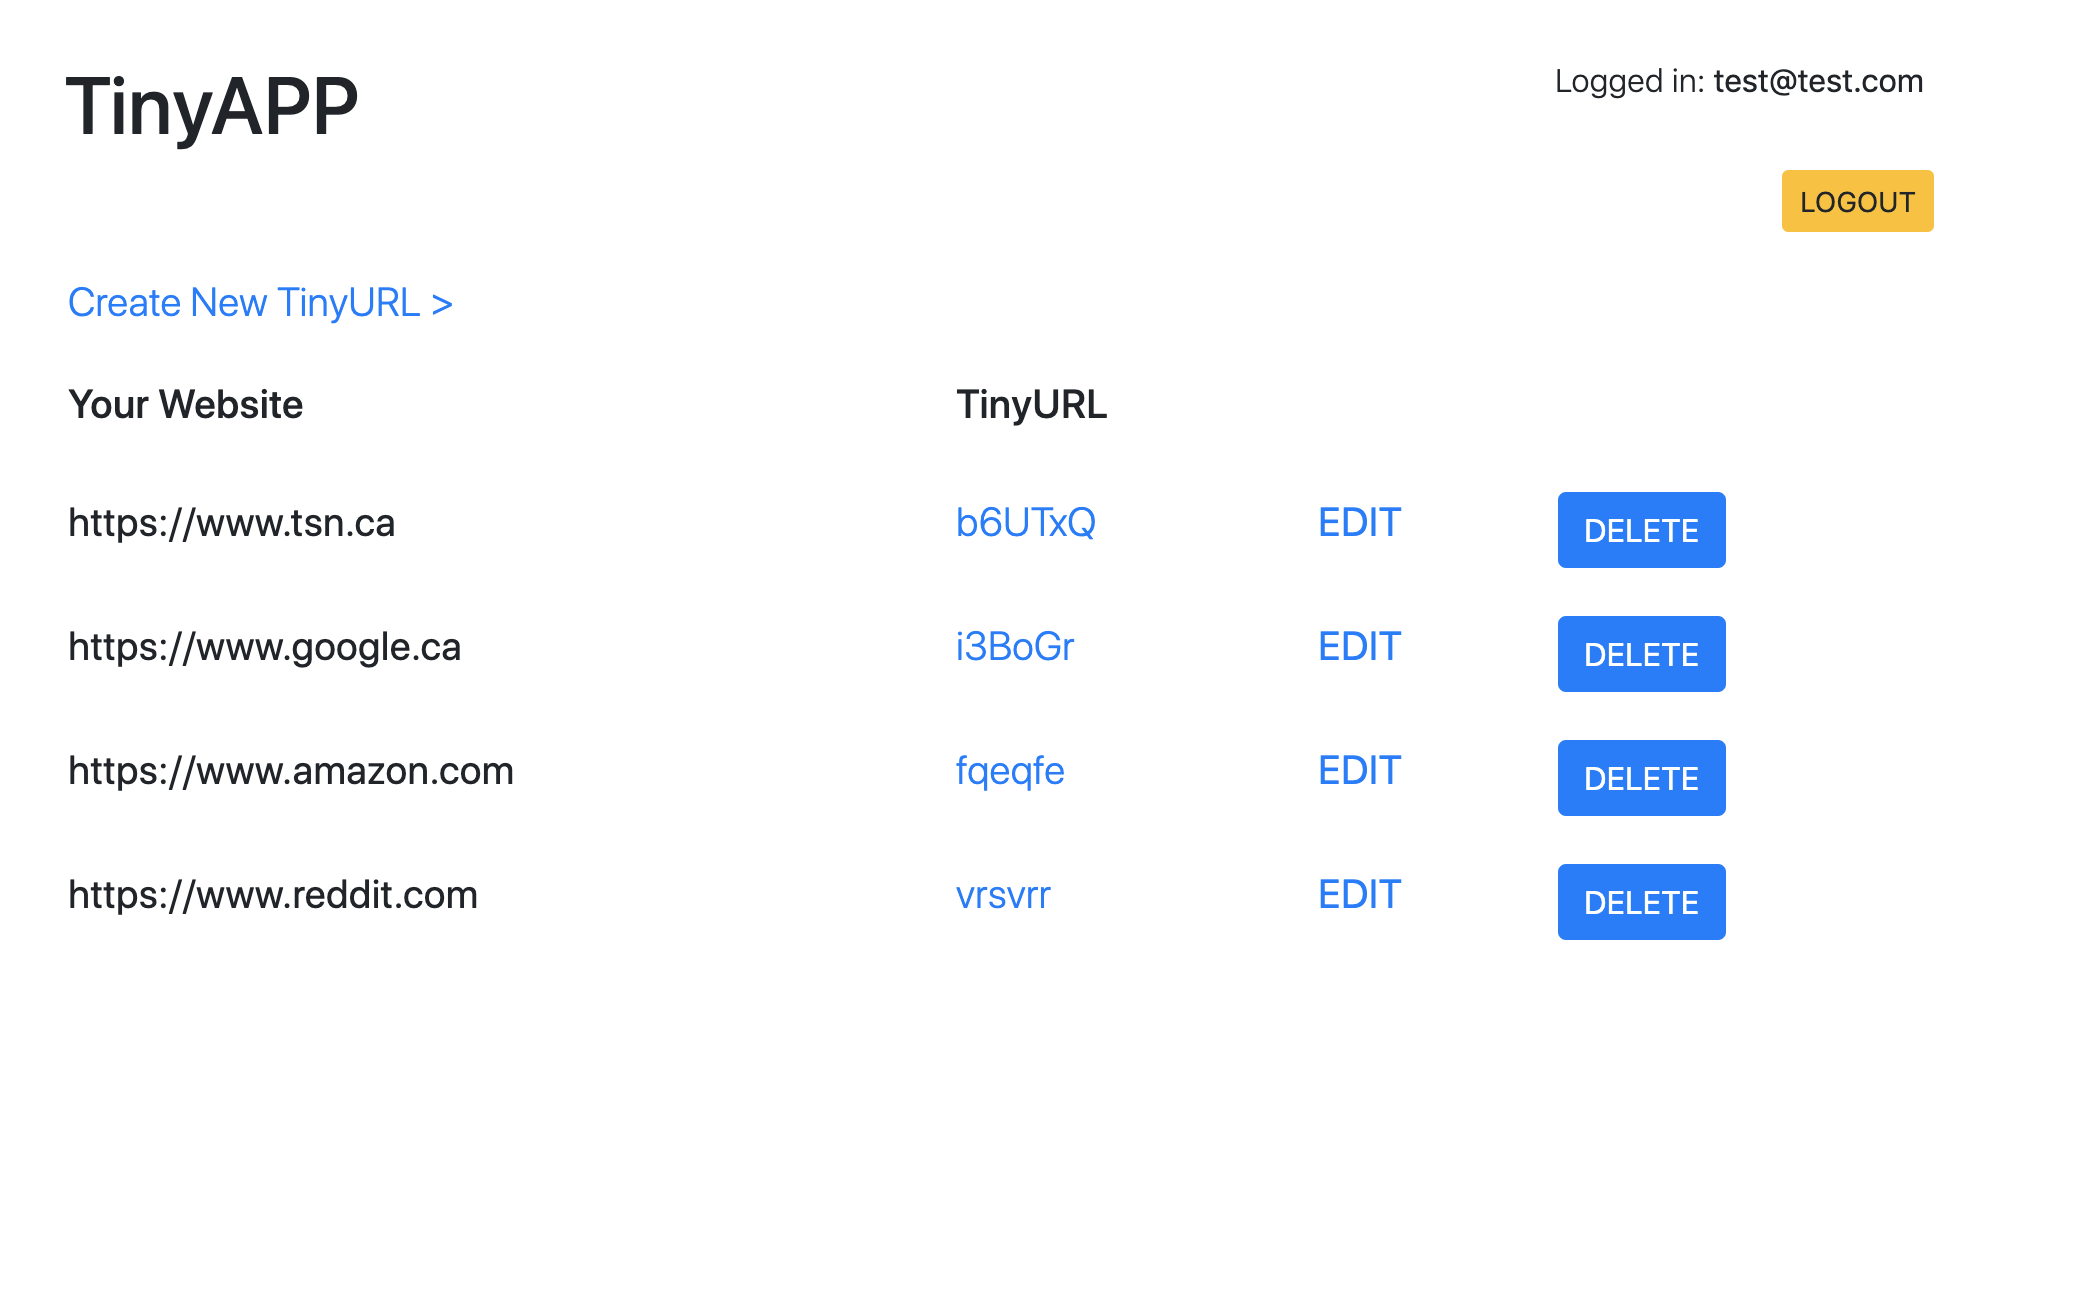 TinyAPP
Logged in: test@test.com
LOGOUT
Create New TinyURL >
Your Website TinyURL
https://www.tsn.ca b6UTxQ EDIT DELETE
https://www.google.ca i3BoGr EDIT DELETE
https://www.amazon.com fqeqfe EDIT DELETE
https://www.reddit.com vrsvrr EDIT DELETE